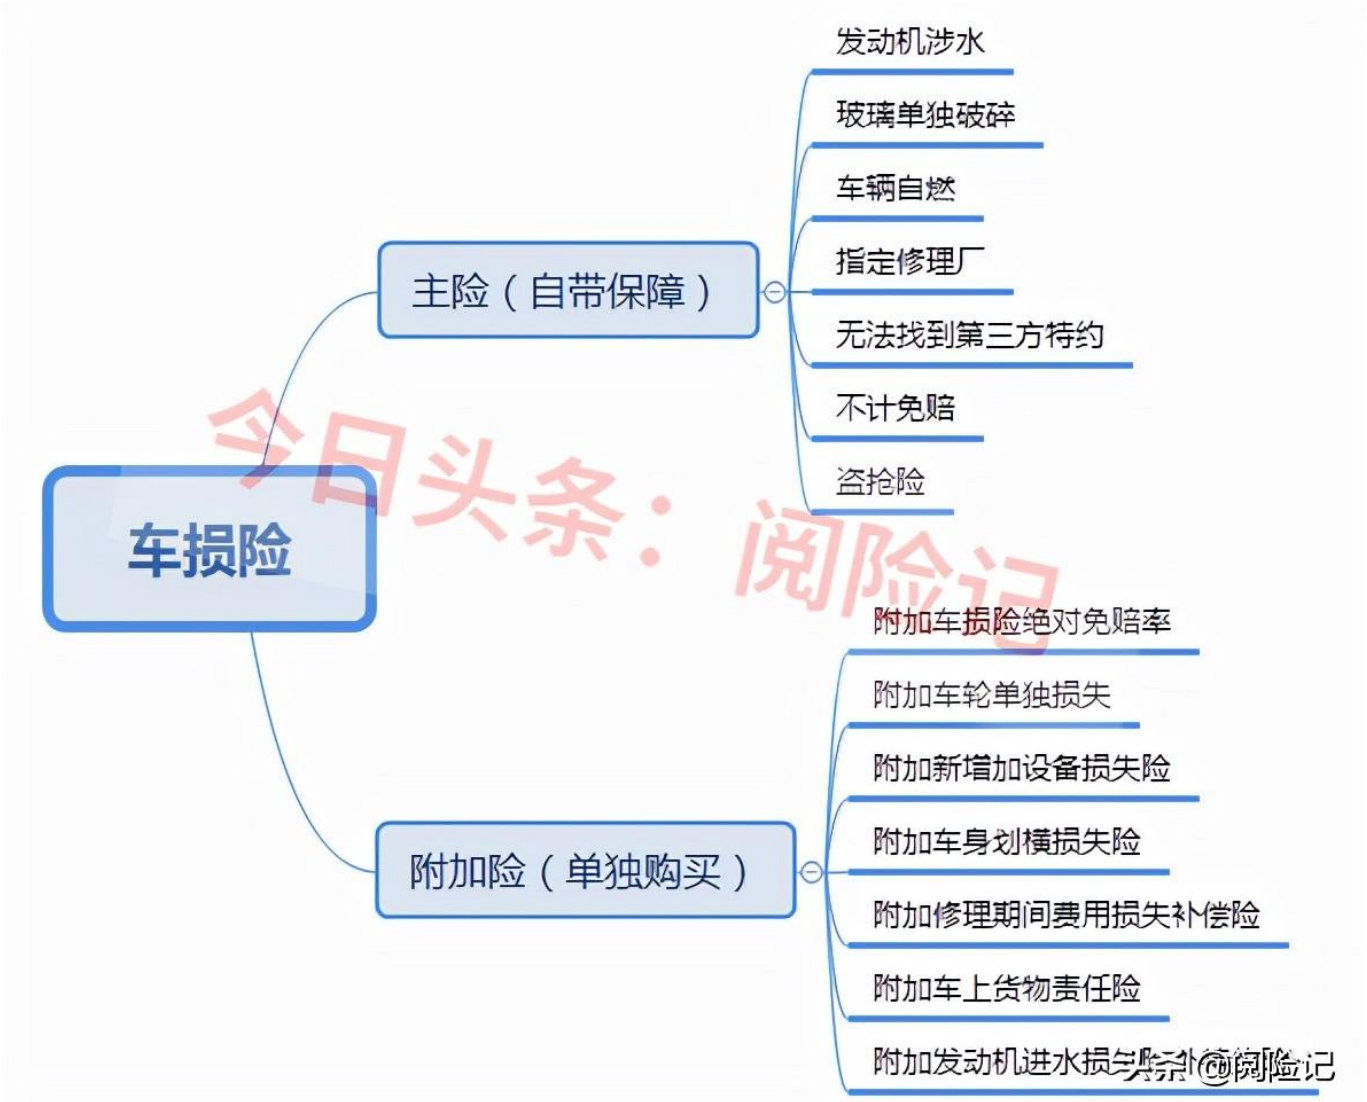 发动机涉水
玻璃单独破碎
车辆自燃
指定修理厂
主险（自带保障）
无法找到第三方特约
不计免赔
盗抢险
今日头条：阅险记
车损险
附加车损险绝对免赔率
附加车轮单独损失
附加新增加设备损失险
附加车身划横损失险
附加险（单独购买）
附加修理期间费用损失补偿险
附加车上货物责任险
附加发动机进水损
头条@阅险记